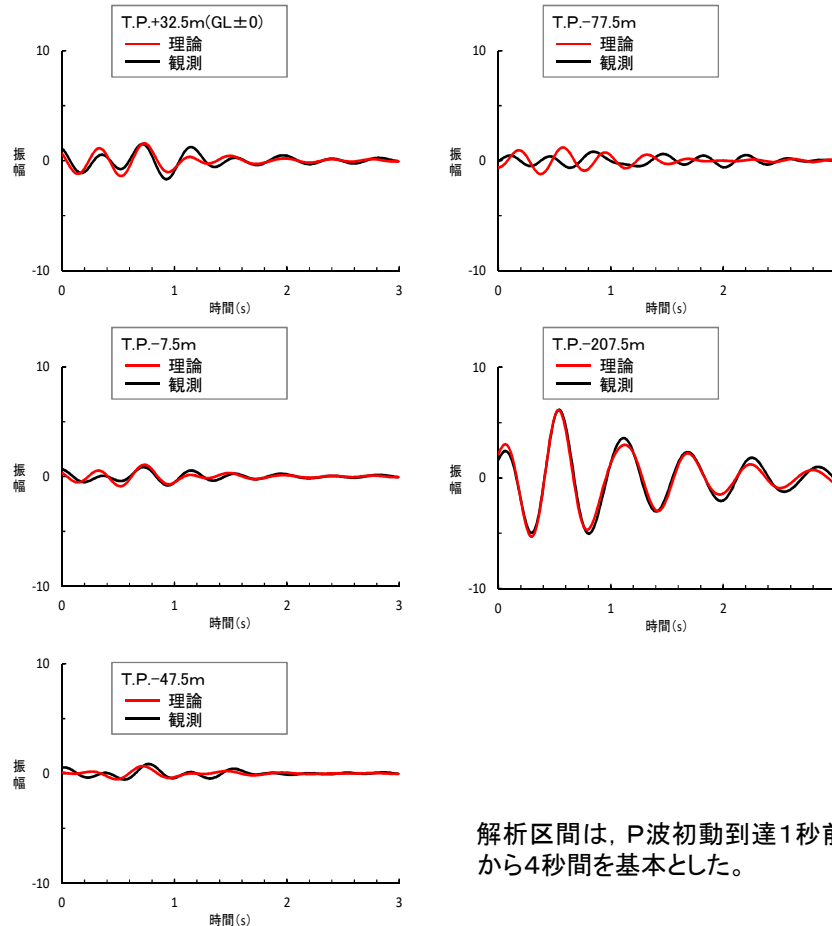 T.P.+32.5m(GL±0)
理論
観測
10
0
-10
振幅
0
1
2
3
時間(s)
T.P.-77.5m
理論
観測
10
0
-10
振幅
0
1
2
時間(s)
T.P.-7.5m
理論
観測
10
0
-10
振幅
0
1
2
3
時間(s)
T.P.-207.5m
理論
観測
10
0
-10
振幅
0
1
2
時間(s)
T.P.-47.5m
理論
観測
10
0
-10
振幅
0
1
2
3
時間(s)
解析区間は,P波初動到達1秒前
から4秒間を基本とした。